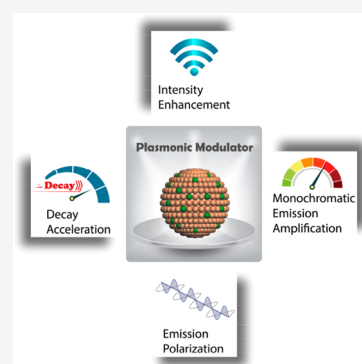 Intensity
Enhancement
Plasmonic Modulator
Decay
Decay
Acceleration
Monochromatic
Emission
Amplification
Emission
Polarization